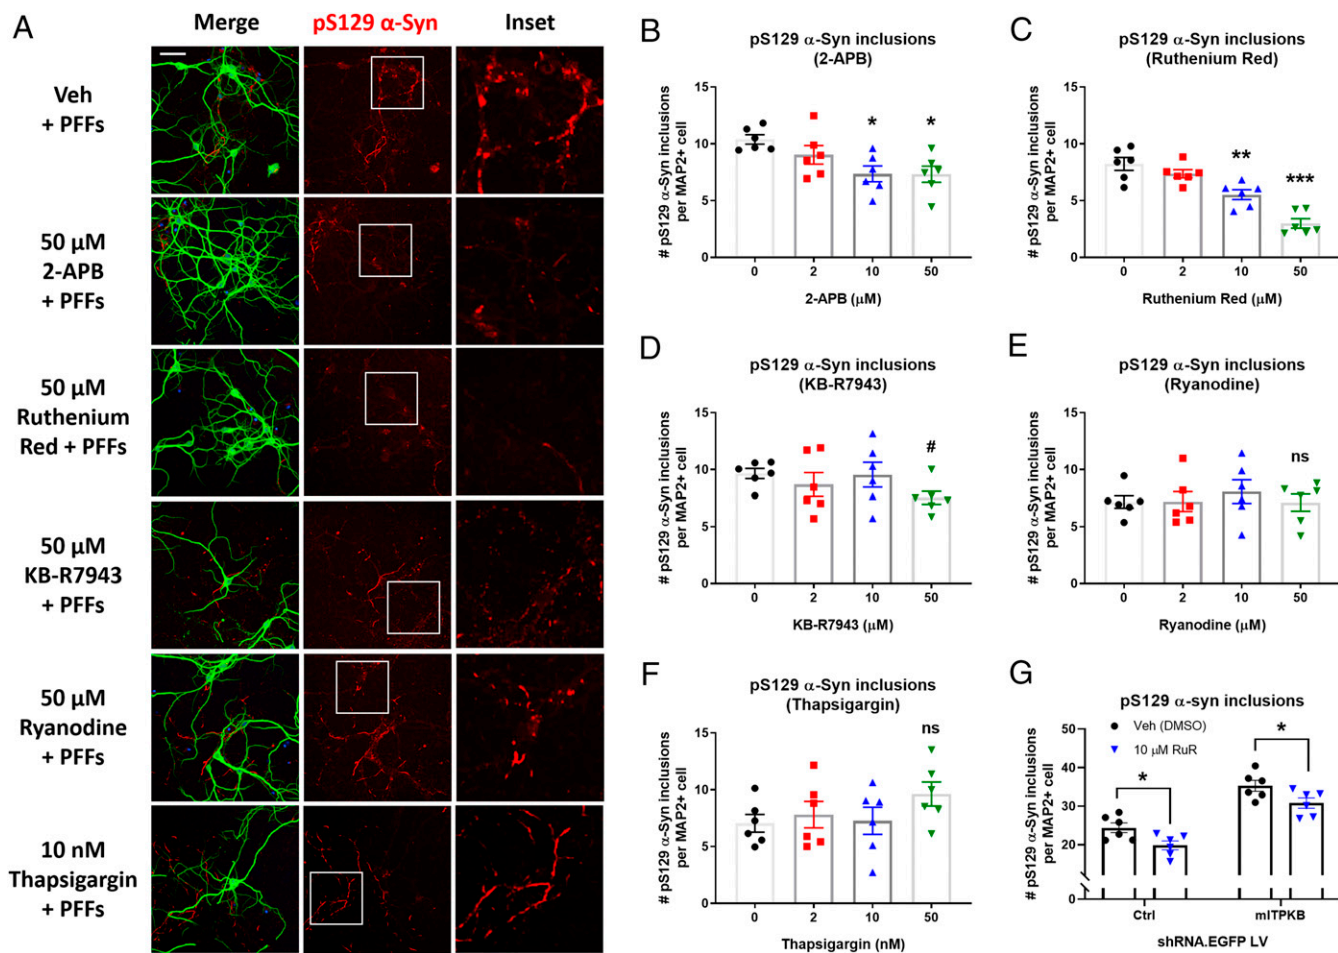 A
Merge
pS129 α-Syn
Inset
Veh
+ PFFs
50 µM
2-APB
+ PFFs
50 µM
Ruthenium
Red + PFFs
50 µM
KB-R7943
+ PFFs
50 µM
Ryanodine
+ PFFs
10 nM
Thapsigargin
+ PFFs
B
pS129 α-Syn inclusions
(2-APB)
# pS129 α-Syn inclusions
per MAP2+ cell
15
10
5
0
*
*
0 2 10 50
2-APB (µM)
C
pS129 α-Syn inclusions
(Ruthenium Red)
# pS129 α-Syn inclusions
per MAP2+ cell
15
10
5
0
**
***
0 2 10 50
Ruthenium Red (µM)
D
pS129 α-Syn inclusions
(KB-R7943)
# pS129 α-Syn inclusions
per MAP2+ cell
15
10
5
0
#
0 2 10 50
KB-R7943 (µM)
E
pS129 α-Syn inclusions
(Ryanodine)
# pS129 α-Syn inclusions
per MAP2+ cell
15
10
5
0
ns
0 2 10 50
Ryanodine (µM)
F
pS129 α-Syn inclusions
(Thapsigargin)
# pS129 α-Syn inclusions
per MAP2+ cell
15
10
5
0
ns
0 2 10 50
Thapsigargin (nM)
G
pS129 α-syn inclusions
# pS129 α-Syn inclusions
per MAP2+ cell
40
30
20
0
Veh (DMSO)
10 µM RuR
*
*
Ctrl mITPKB
shRNA.EGFP LV